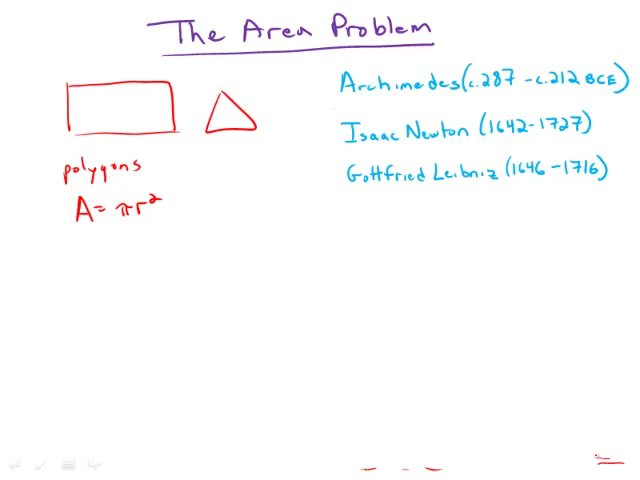 The Area Problem
Archimedes (c.287 - c.212 BCE)
Isaac Newton (1642-1727)
Gottfried Leibniz (1646 - 1716)
polygons
A = πr²